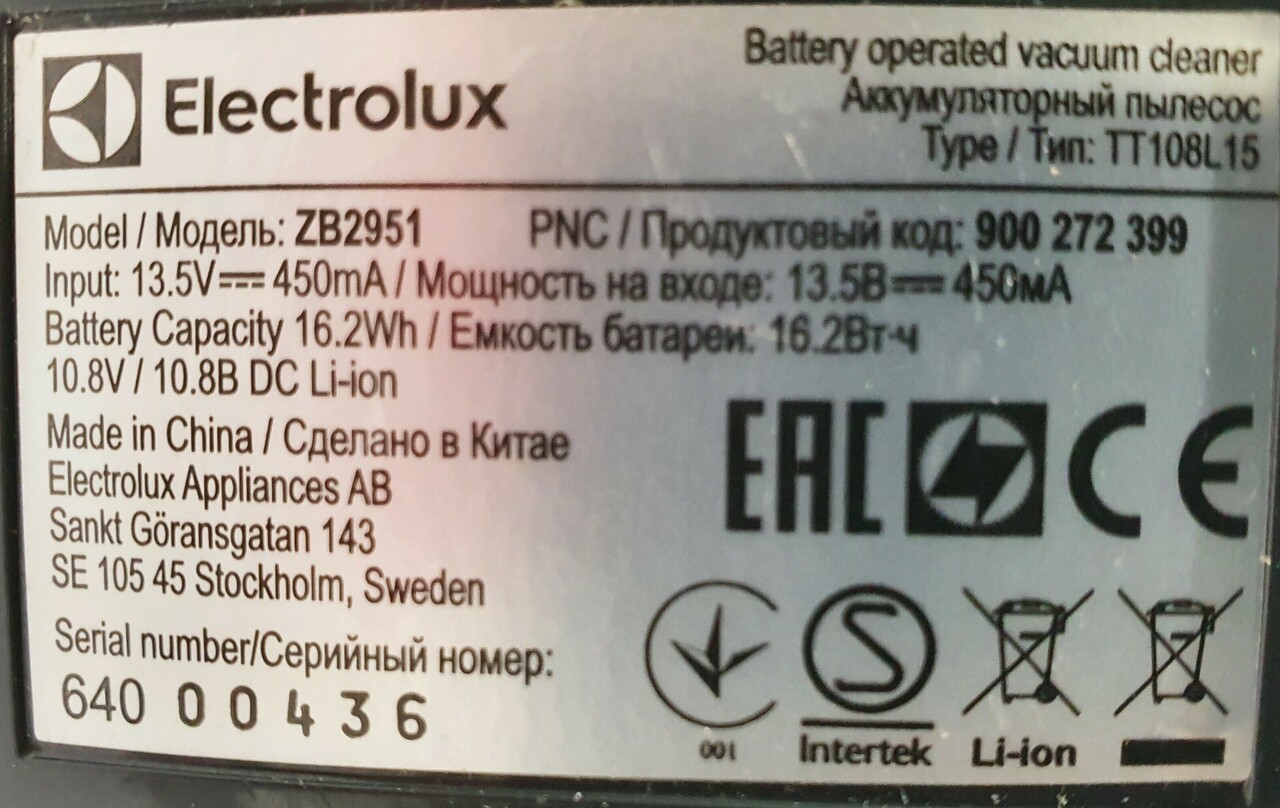 Electrolux
Battery operated vacuum cleaner
Аккумуляторный пылесос
Type / Тип: TT108L15
Model / Модель: ZB2951 PNC / Продуктовый код: 900 272 399
Input: 13.5V⎓450mA / Мощность на входе: 13.5В⎓450мА
Battery Capacity 16.2Wh / Емкость батареи: 16.2Вт·ч
10.8V / 10.8В DC Li-ion
Made in China / Сделано в Китае
Electrolux Appliances AB
Sankt Göransgatan 143
SE 105 45 Stockholm, Sweden
Serial number/Серийный номер:
640 00436
EAC CE
001 S Intertek Li-ion